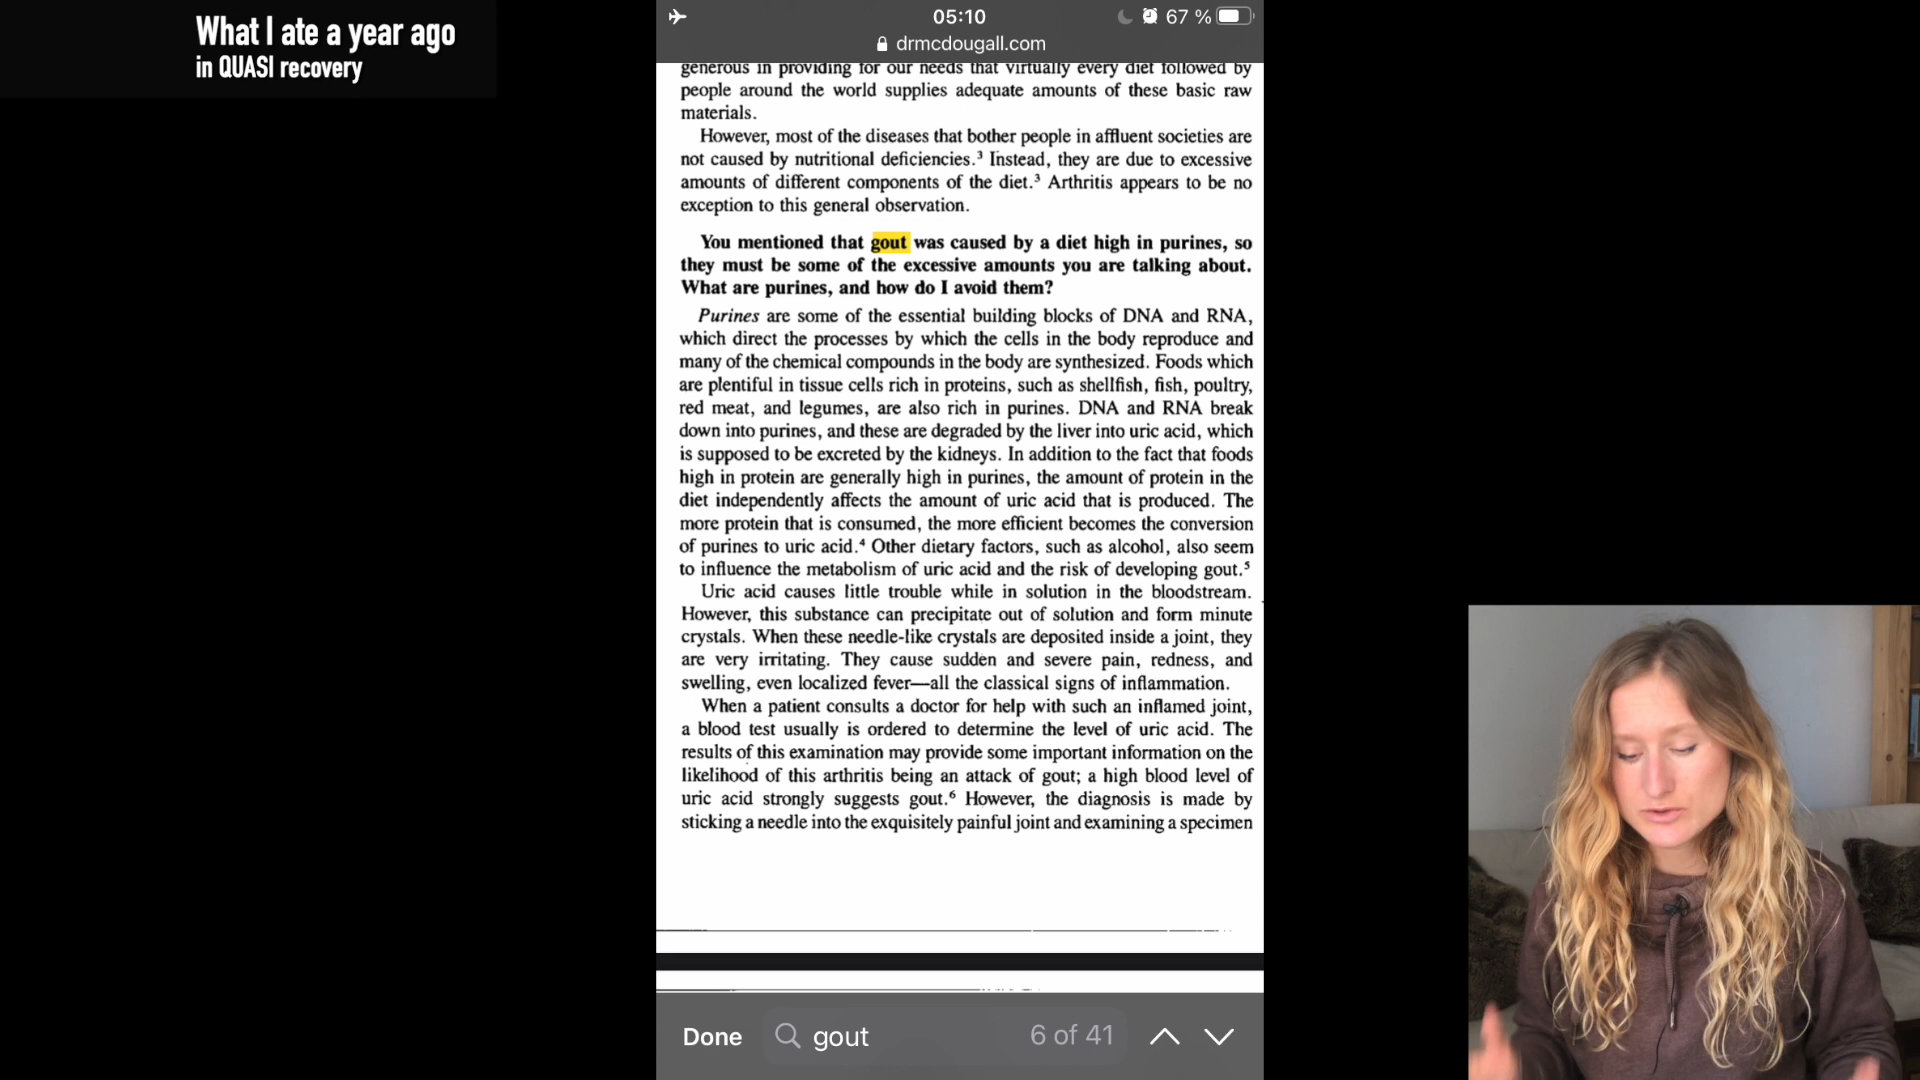 What I ate a year ago
in QUASI recovery
05:10
67 %
drmcdougall.com
generous in providing for our needs that virtually every diet followed by
people around the world supplies adequate amounts of these basic raw
materials.
However, most of the diseases that bother people in affluent societies are
not caused by nutritional deficiencies.³ Instead, they are due to excessive
amounts of different components of the diet.³ Arthritis appears to be no
exception to this general observation.
You mentioned that gout was caused by a diet high in purines, so
they must be some of the excessive amounts you are talking about.
What are purines, and how do I avoid them?
Purines are some of the essential building blocks of DNA and RNA,
which direct the processes by which the cells in the body reproduce and
many of the chemical compounds in the body are synthesized. Foods which
are plentiful in tissue cells rich in proteins, such as shellfish, fish, poultry,
red meat, and legumes, are also rich in purines. DNA and RNA break
down into purines, and these are degraded by the liver into uric acid, which
is supposed to be excreted by the kidneys. In addition to the fact that foods
high in protein are generally high in purines, the amount of protein in the
diet independently affects the amount of uric acid that is produced. The
more protein that is consumed, the more efficient becomes the conversion
of purines to uric acid.⁴ Other dietary factors, such as alcohol, also seem
to influence the metabolism of uric acid and the risk of developing gout.⁵
Uric acid causes little trouble while in solution in the bloodstream.
However, this substance can precipitate out of solution and form minute
crystals. When these needle-like crystals are deposited inside a joint, they
are very irritating. They cause sudden and severe pain, redness, and
swelling, even localized fever—all the classical signs of inflammation.
When a patient consults a doctor for help with such an inflamed joint,
a blood test usually is ordered to determine the level of uric acid. The
results of this examination may provide some important information on the
likelihood of this arthritis being an attack of gout; a high blood level of
uric acid strongly suggests gout.⁶ However, the diagnosis is made by
sticking a needle into the exquisitely painful joint and examining a specimen
Done
gout
6 of 41